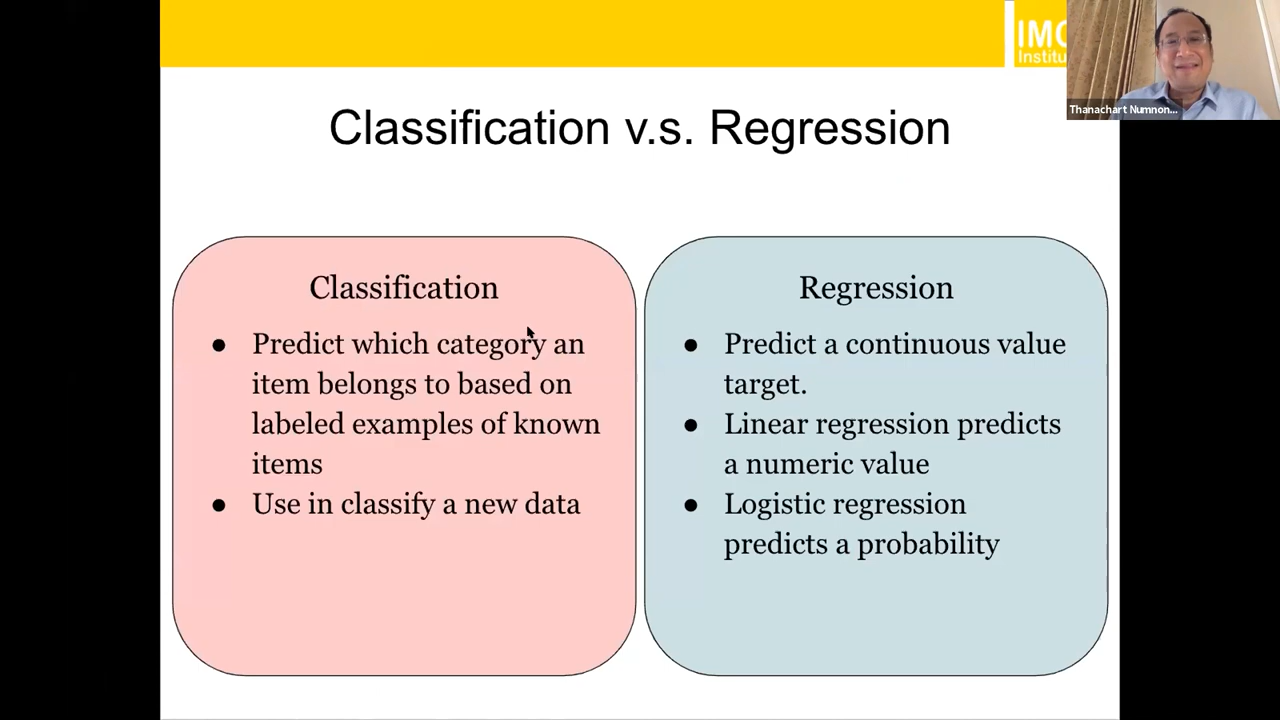 IMC
Institu
Thanachart Numnon...
Classification v.s. Regression
Classification
● Predict which category an
item belongs to based on
labeled examples of known
items
● Use in classify a new data
Regression
● Predict a continuous value
target.
● Linear regression predicts
a numeric value
● Logistic regression
predicts a probability